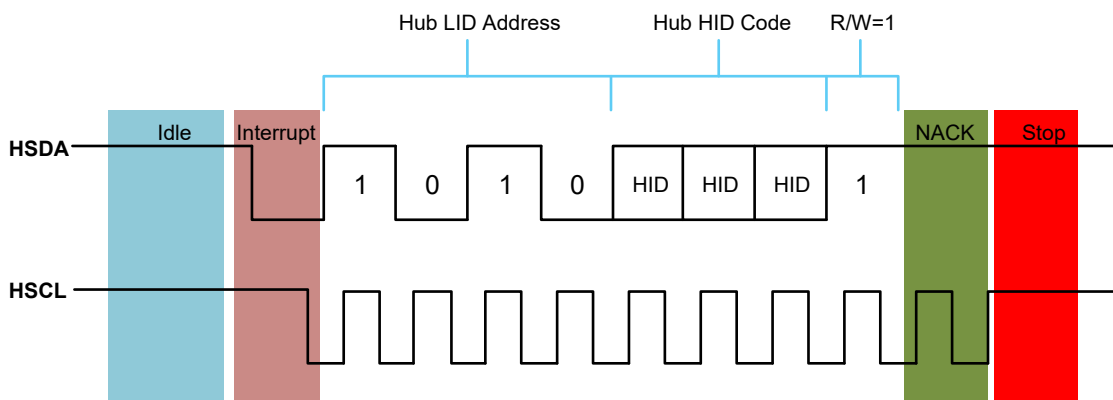 Hub LID Address Hub HID Code R/W=1
Idle Interrupt NACK Stop
HSDA
1 0 1 0 HID HID HID 1
HSCL